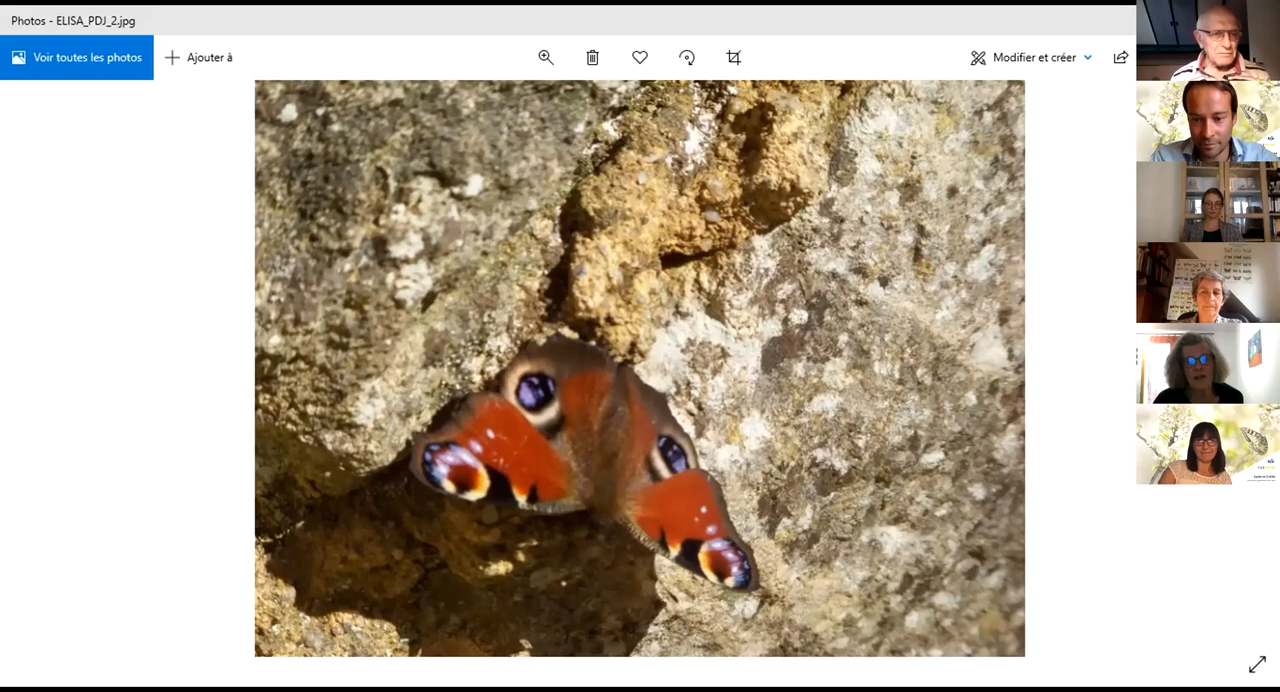 Photos - ELISA_PDJ_2.jpg
Voir toutes les photos
Ajouter à
Modifier et créer